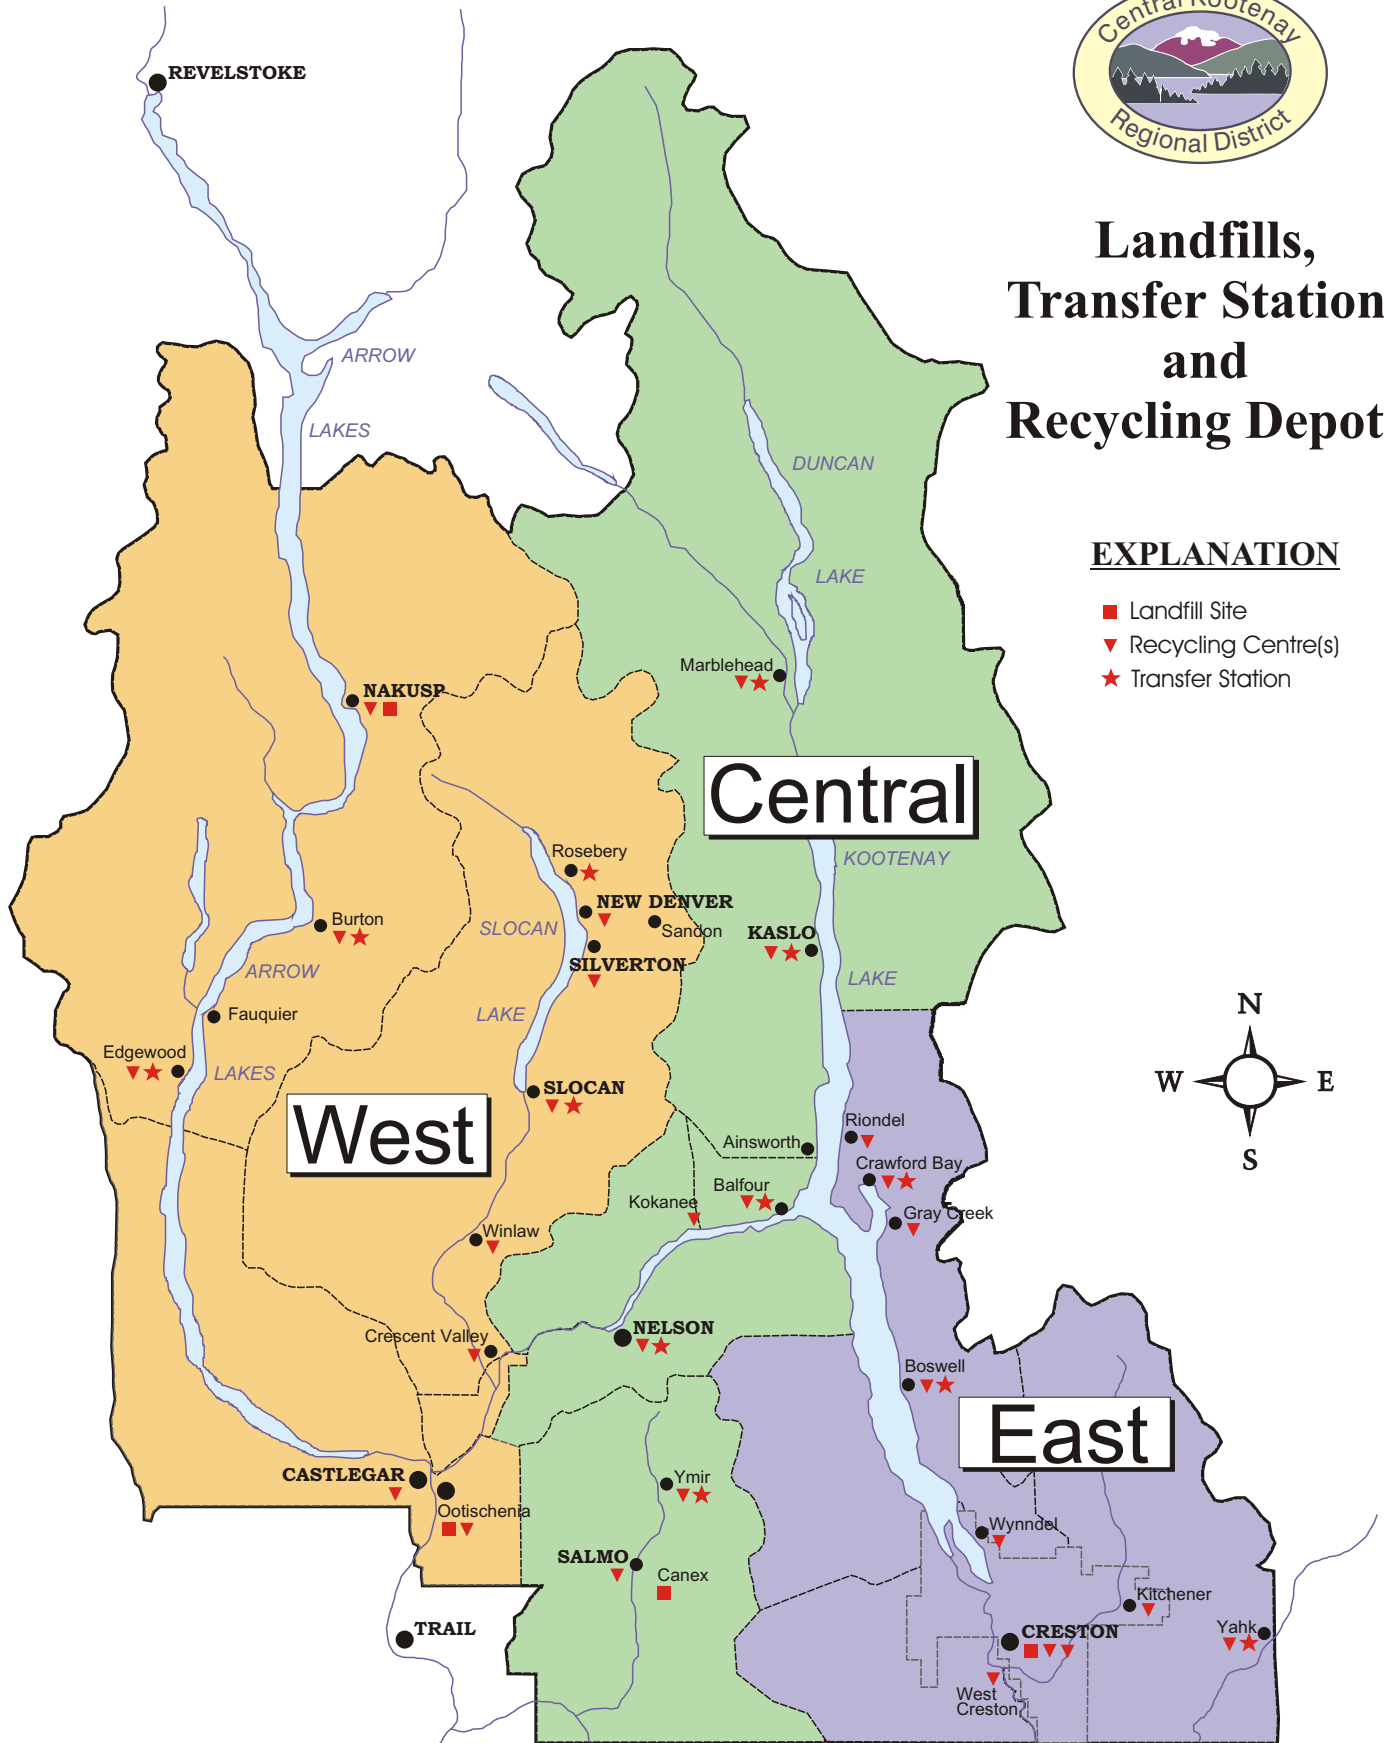 Central Kootenay
Regional District
Landfills,
Transfer Station
and
Recycling Depot
EXPLANATION
Landfill Site
Recycling Centre(s)
Transfer Station
REVELSTOKE
ARROW
LAKES
DUNCAN
LAKE
Marblehead
NAKUSP
Central
KOOTENAY
LAKE
Rosebery
NEW DENVER
Sandon
SILVERTON
SLOCAN
LAKE
KASLO
Burton
ARROW
LAKES
Fauquier
Edgewood
SLOCAN
West
N
W
E
S
Riondel
Ainsworth
Crawford Bay
Balfour
Kokanee
Gray Creek
Winlaw
NELSON
Crescent Valley
Boswell
East
CASTLEGAR
Ootischenia
Ymir
Wynndel
SALMO
Canex
Kitchener
CRESTON
Yahk
TRAIL
West
Creston